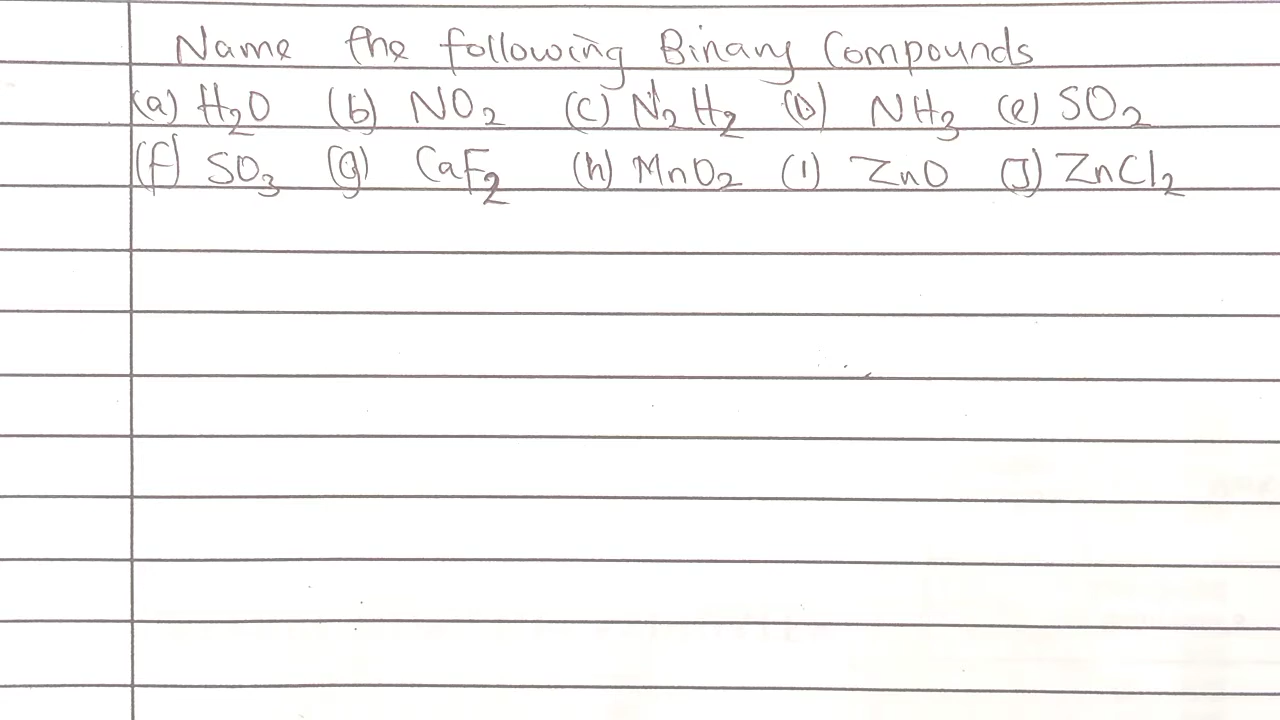 Name the following Binary Compounds
(a) H₂O (b) NO₂ (c) N₂H₂ (D) NH₃ (e) SO₂
(f) SO₃ (g) CaF₂ (h) MnO₂ (i) ZnO (J) ZnCl₂